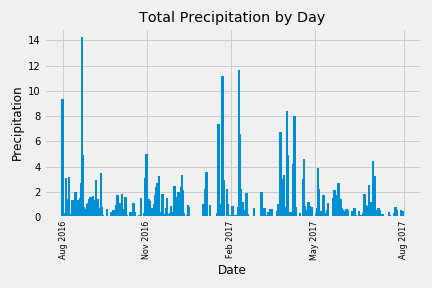 Total Precipitation by Day
Precipitation
14
12
10
8
6
4
2
0
Aug 2016
Nov 2016
Feb 2017
May 2017
Aug 2017
Date